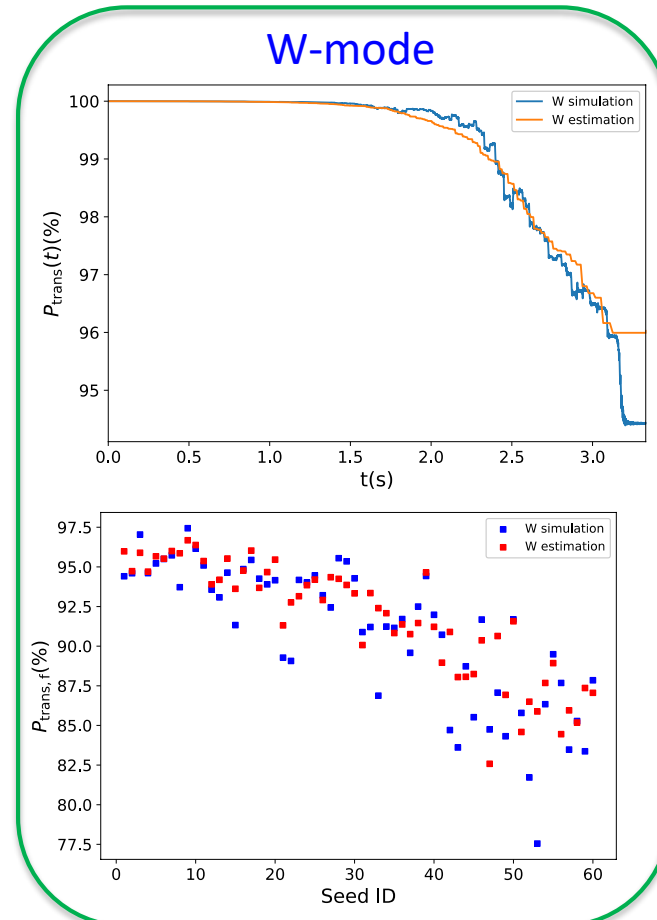 W-mode
100
99
98
97
96
95
P_trans(t)(%)
W simulation
W estimation
0.0 0.5 1.0 1.5 2.0 2.5 3.0
t(s)
97.5
95.0
92.5
90.0
87.5
85.0
82.5
80.0
77.5
P_trans, f(%)
W simulation
W estimation
0 10 20 30 40 50 60
Seed ID